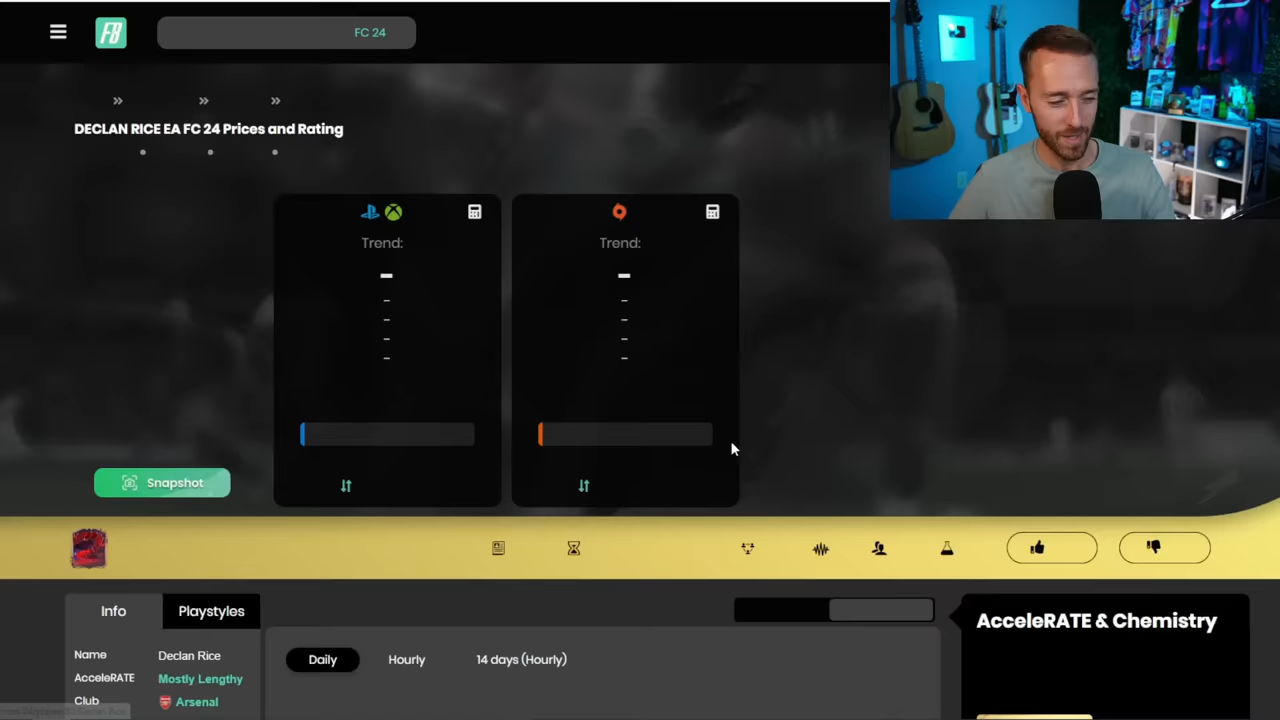 FB
FC 24
DECLAN RICE EA FC 24 Prices and Rating
Trend:
Trend:
Snapshot
Info
Playstyles
Name
Declan Rice
AcceleRATE
Mostly Lengthy
Club
Arsenal
Daily
Hourly
14 days (Hourly)
AcceleRATE & Chemistry